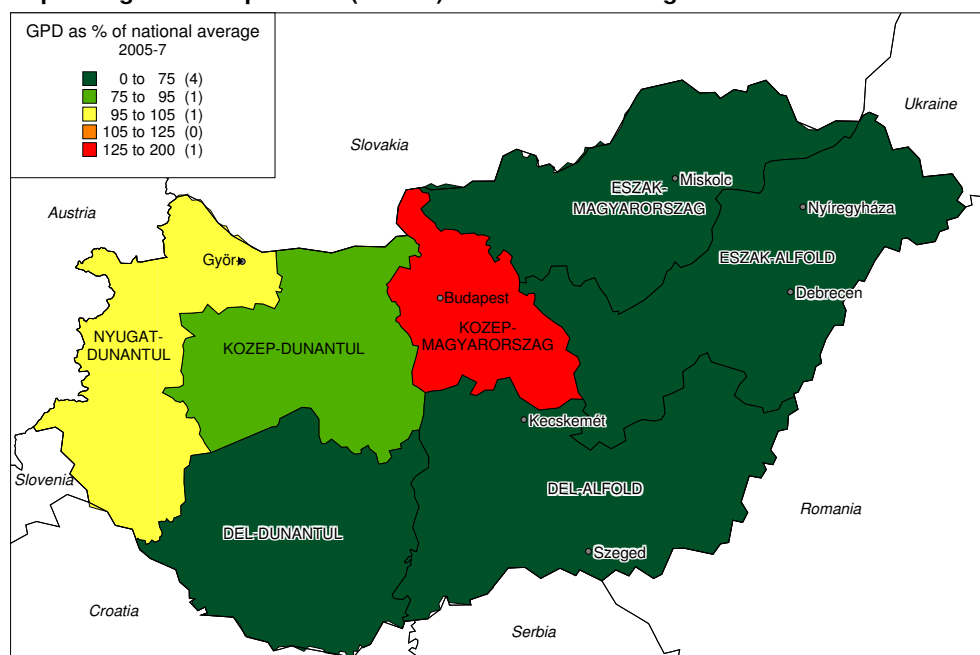 GPD as % of national average
2005-7
0 to 75 (4)
75 to 95 (1)
95 to 105 (1)
105 to 125 (0)
125 to 200 (1)
Ukraine
Slovakia
Austria
Miskolc
ESZAK-
MAGYARORSZAG
Nyíregyháza
Györ
ESZAK-ALFOLD
Debrecen
Budapest
NYUGAT-
DUNANTUL
KOZEP-DUNANTUL
KOZEP-
MAGYARORSZAG
Kecskemét
Slovenia
DEL-ALFOLD
Romania
DEL-DUNANTUL
Szeged
Croatia
Serbia